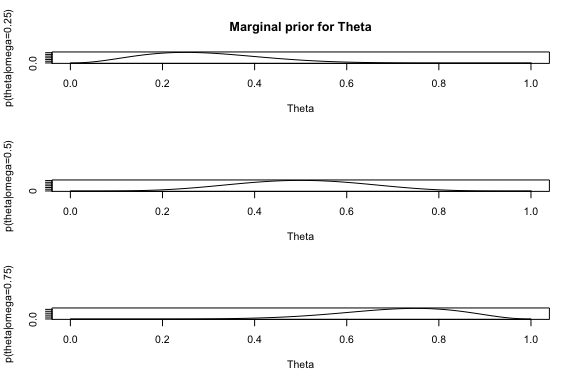 Marginal prior for Theta
p(theta|omega=0.25)
0.0
0.0 0.2 0.4 0.6 0.8 1.0
Theta
p(theta|omega=0.5)
0
0.0 0.2 0.4 0.6 0.8 1.0
Theta
p(theta|omega=0.75)
0.0
0.0 0.2 0.4 0.6 0.8 1.0
Theta